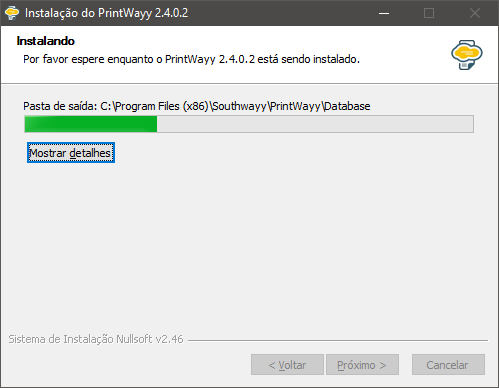 Instalação do PrintWayy 2.4.0.2
Instalando
Por favor espere enquanto o PrintWayy 2.4.0.2 está sendo instalado.
Pasta de saída: C:\Program Files (x86)\Southwayy\PrintWayy\Database
Mostrar detalhes
Sistema de Instalação Nullsoft v2.46
< Voltar
Próximo >
Cancelar